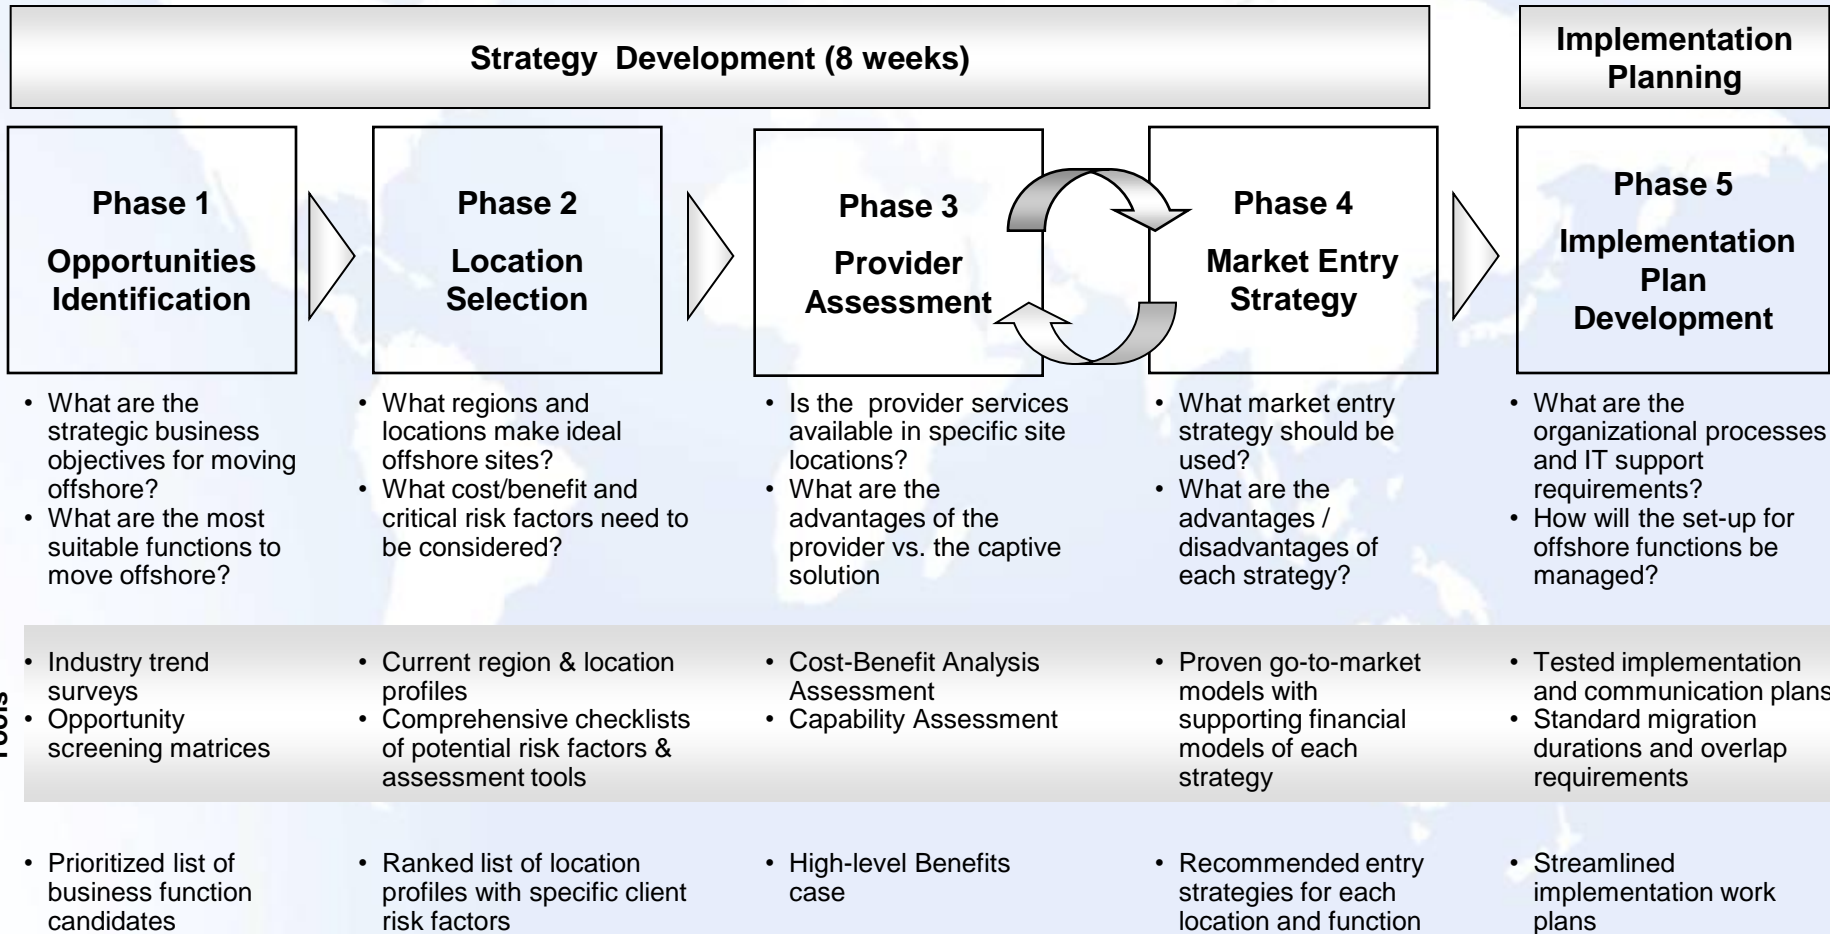 Strategy  Development (8 weeks)
Implementation
Planning
Phase 1
Opportunities
Identification
Phase 2
Location
Selection
Phase 3
Provider
Assessment
Phase 4
Market Entry
Strategy
Phase 5
Implementation
Plan
Development
• What are the
strategic business
objectives for moving
offshore?
• What are the most
suitable functions to
move offshore?
• What regions and
locations make ideal
offshore sites?
• What cost/benefit and
critical risk factors need to
be considered?
• Is the  provider services
available in specific site
locations?
• What are the
advantages of the
provider vs. the captive
solution
• What market entry
strategy should be
used?
• What are the
advantages /
disadvantages of
each strategy?
• What are the
organizational processes
and IT support
requirements?
• How will the set-up for
offshore functions be
managed?
Tools
• Industry trend
surveys
• Opportunity
screening matrices
• Current region & location
profiles
• Comprehensive checklists
of potential risk factors &
assessment tools
• Cost-Benefit Analysis
Assessment
• Capability Assessment
• Proven go-to-market
models with
supporting financial
models of each
strategy
• Tested implementation
and communication plans
• Standard migration
durations and overlap
requirements
• Prioritized list of
business function
candidates
• Ranked list of location
profiles with specific client
risk factors
• High-level Benefits
case
• Recommended entry
strategies for each
location and function
• Streamlined
implementation work
plans